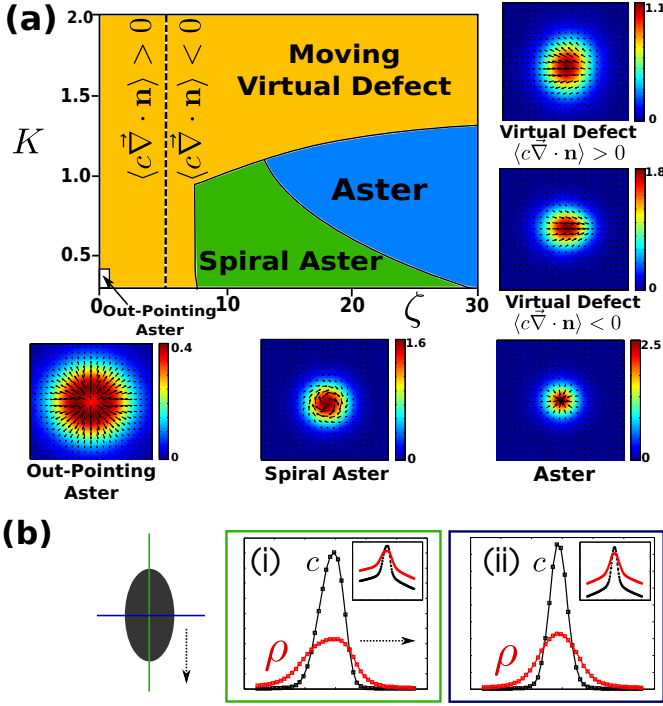 (a)
2.0
1.5
1.0
0.5
K
⟨c∇⃗ · n⟩ > 0
⟨c∇⃗ · n⟩ < 0
Moving
Virtual Defect
Aster
Spiral Aster
0
10
20
30
ζ
Out-Pointing
Aster
1.1
0
Virtual Defect
⟨c∇⃗ · n⟩ > 0
1.8
0
Virtual Defect
⟨c∇⃗ · n⟩ < 0
0.4
0
Out-Pointing
Aster
1.6
0
Spiral Aster
2.5
0
Aster
(b)
(i)
c
ρ
(ii)
c
ρ